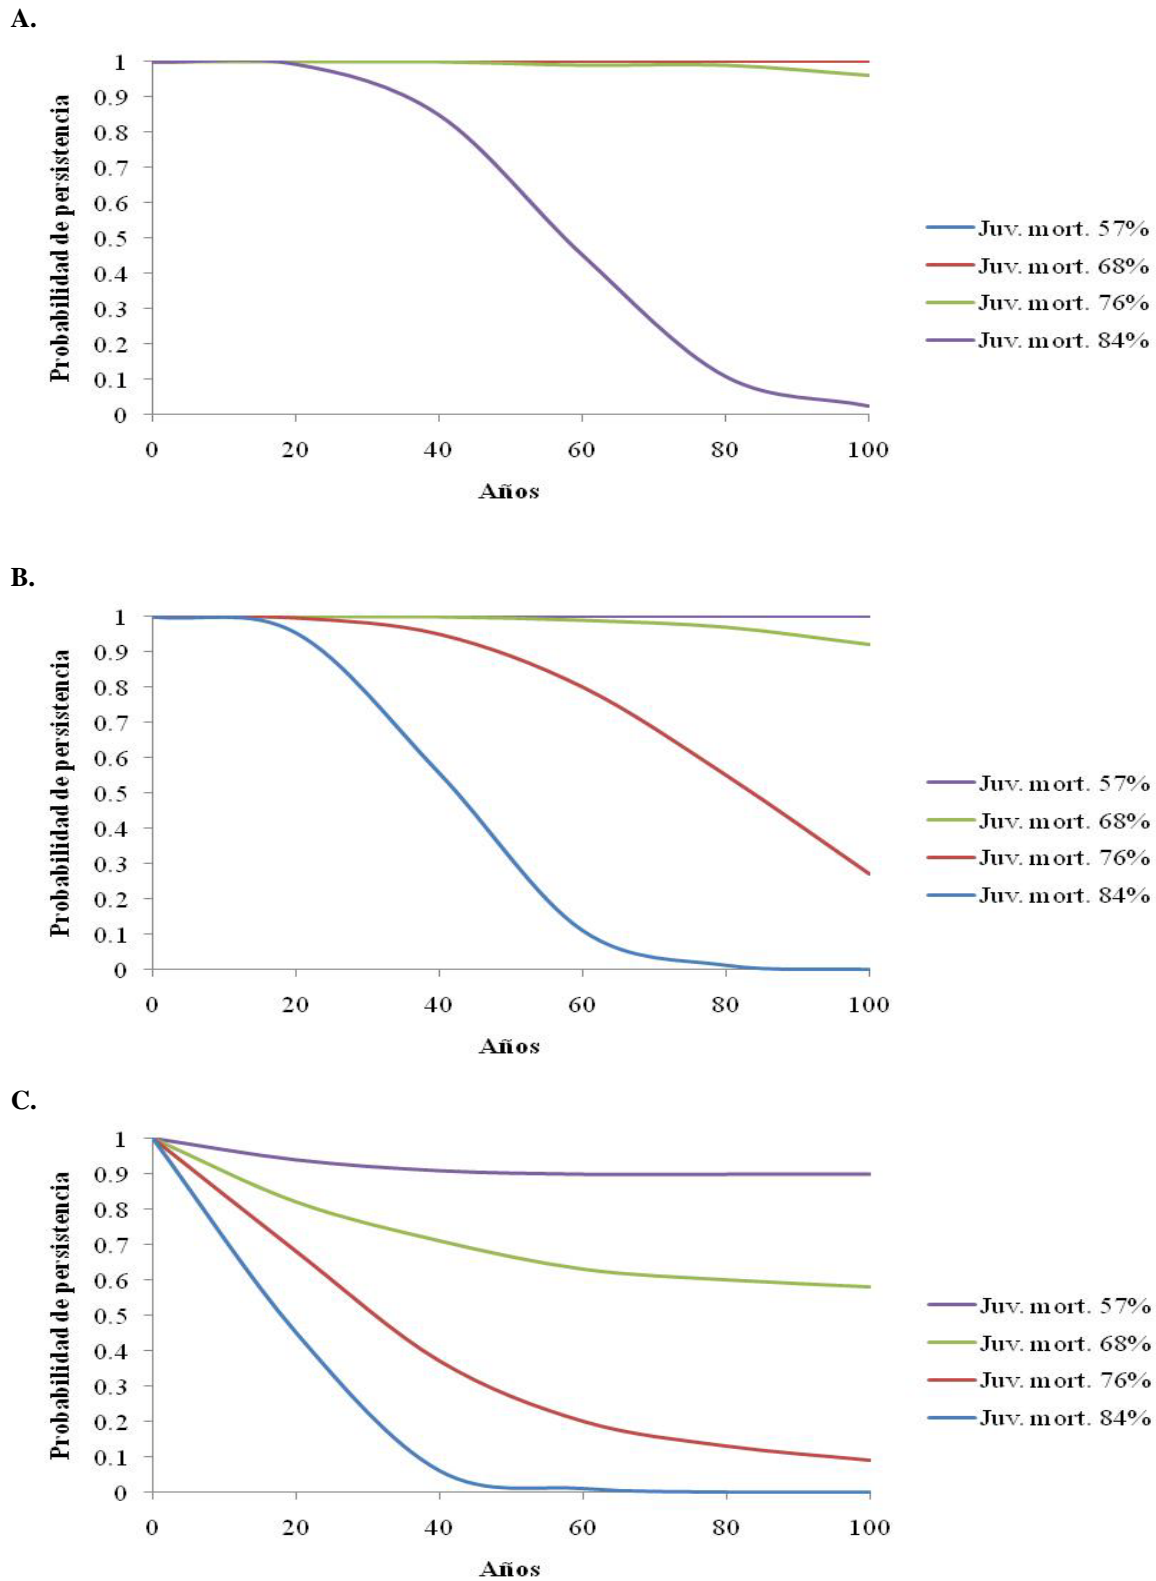 A.
Probabilidad de persistencia
1
0.9
0.8
0.7
0.6
0.5
0.4
0.3
0.2
0.1
0
0 20 40 60 80 100
Años
Juv. mort. 57%
Juv. mort. 68%
Juv. mort. 76%
Juv. mort. 84%
B.
Probabilidad de persistencia
1
0.9
0.8
0.7
0.6
0.5
0.4
0.3
0.2
0.1
0
0 20 40 60 80 100
Años
Juv. mort. 57%
Juv. mort. 68%
Juv. mort. 76%
Juv. mort. 84%
C.
Probabilidad de persistencia
1
0.9
0.8
0.7
0.6
0.5
0.4
0.3
0.2
0.1
0
0 20 40 60 80 100
Años
Juv. mort. 57%
Juv. mort. 68%
Juv. mort. 76%
Juv. mort. 84%